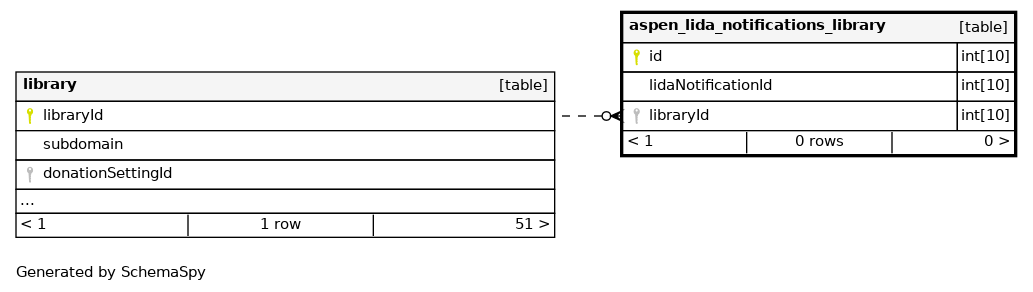 aspen_lida_notifications_library [table]
id int[10]
lidaNotificationId int[10]
libraryId int[10]
< 1 0 rows 0 >
library [table]
libraryId
subdomain
donationSettingId
...
< 1 1 row 51 >
Generated by SchemaSpy